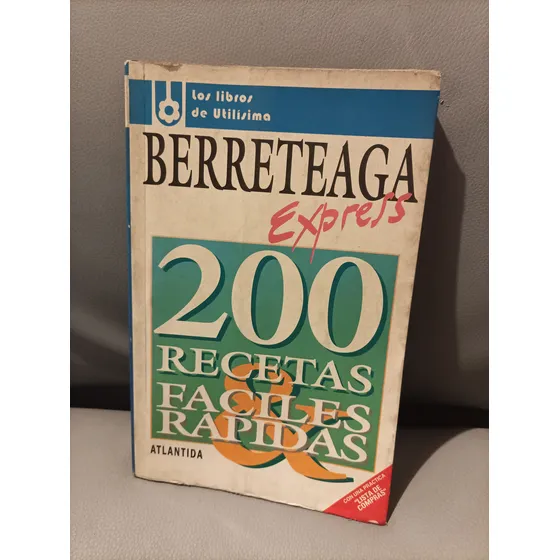 Los libros
de Utilísima
BERRETEAGA
Express
200
RECETAS
&
FACILES
RAPIDAS
ATLANTIDA
CON UNA PRACTICA
"LISTA DE
COMPRAS"